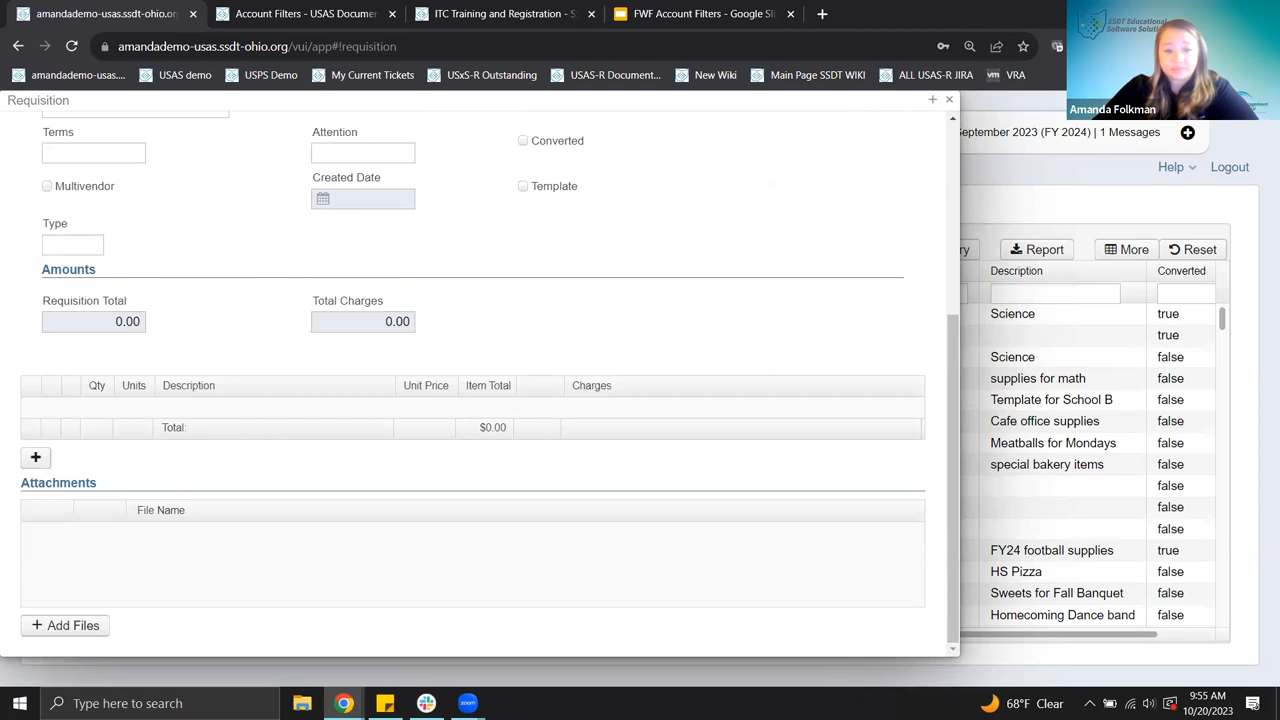 amandademo-usas.ssdt-ohio.org
Account Filters - USAS Docume
ITC Training and Registration - S
FWF Account Filters - Google Sli
amandademo-usas.ssdt-ohio.org/vui/app#!requisition
amandademo-usas....
USAS demo
USPS Demo
My Current Tickets
USxS-R Outstanding
USAS-R Document...
New Wiki
Main Page SSDT WIKI
ALL USAS-R JIRA
VRA
SSDT Educational
Software Solution
Amanda Folkman
Requisition
September 2023 (FY 2024) | 1 Messages
Help
Logout
Terms
Attention
Converted
Multivendor
Created Date
Template
Type
Amounts
Requisition Total
Total Charges
0.00
0.00
Qty
Units
Description
Unit Price
Item Total
Charges
Total:
$0.00
Attachments
File Name
+ Add Files
ry
Report
More
Reset
Description
Converted
Science
true
true
Science
false
supplies for math
false
Template for School B
false
Cafe office supplies
false
Meatballs for Mondays
false
special bakery items
false
false
false
false
FY24 football supplies
true
HS Pizza
false
Sweets for Fall Banquet
false
Homecoming Dance band
false
Type here to search
68°F Clear
9:55 AM
10/20/2023